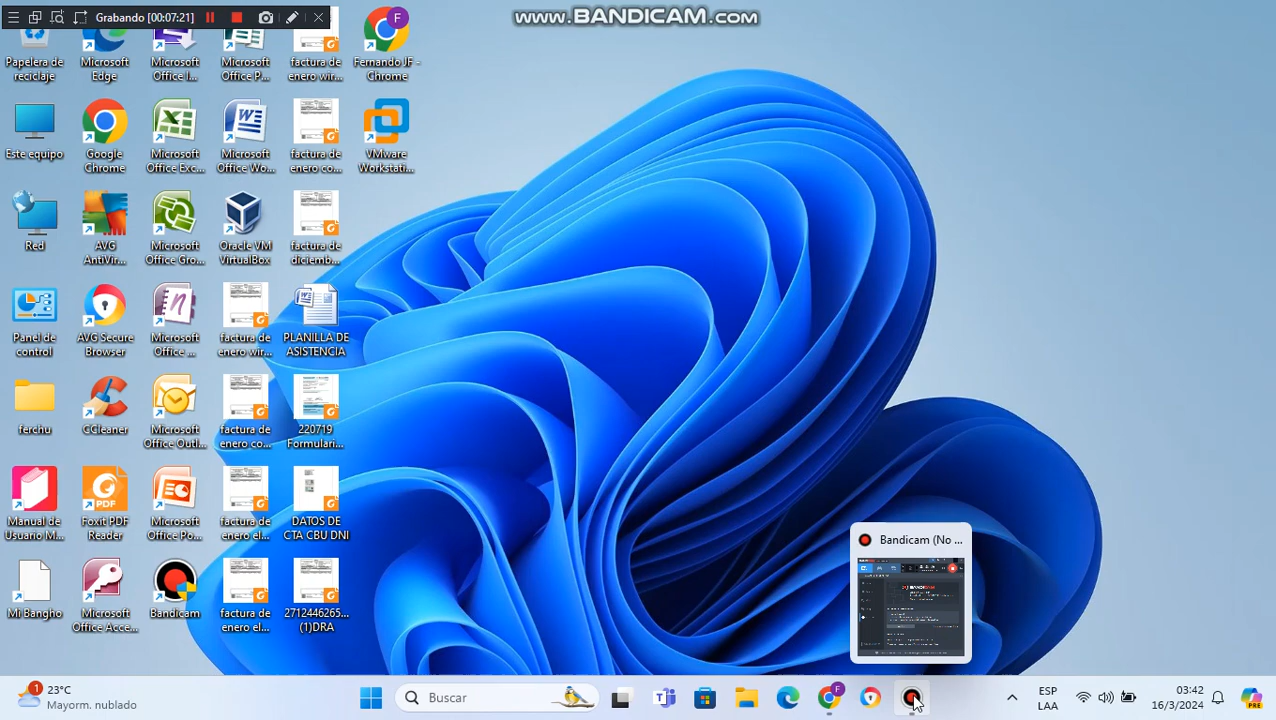 Grabando [00:07:21]
www.BANDICAM.com
Papelera de
reciclaje
Microsoft
Edge
Microsoft
Office I...
Microsoft
Office P...
factura de
enero wir...
Fernando JF -
Chrome
Este equipo
Google
Chrome
Microsoft
Office Exc...
Microsoft
Office Wo...
factura de
enero co...
VMware
Workstati...
Red
AVG
AntiVir...
Microsoft
Office Gro...
Oracle VM
VirtualBox
factura de
diciemb...
Panel de
control
AVG Secure
Browser
Microsoft
Office ...
factura de
enero wir...
PLANILLA DE
ASISTENCIA
ferchu
CCleaner
Microsoft
Office Outl...
factura de
enero co...
220719
Formulari...
Manual de
Usuario M...
Foxit PDF
Reader
Microsoft
Office Po...
factura de
enero el...
DATOS DE
CTA CBU DNI
Mi Bangho
Microsoft
Office Acce...
Bandicam
factura de
enero el...
2712446265...
(1)DRA
Bandicam (No ...
BANDICAM
1
23°C
Mayorm. nublado
Buscar
F
ESP
LAA
03:42
16/3/2024
PRE